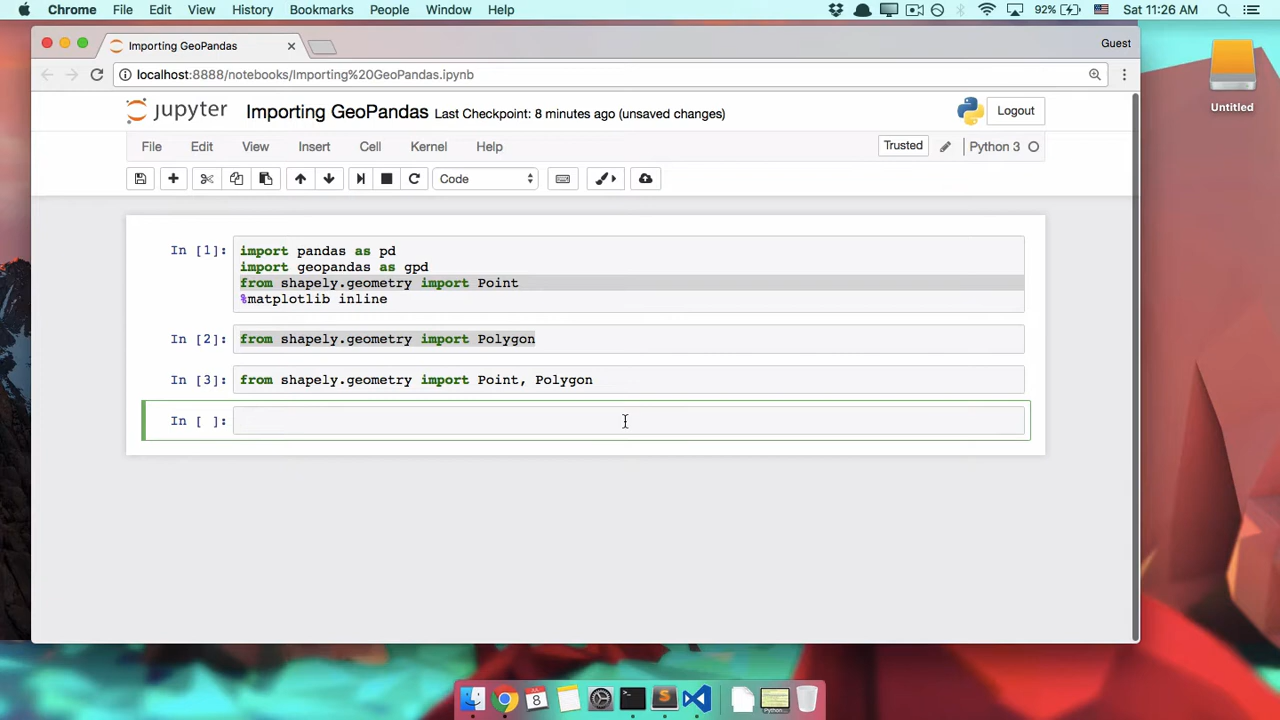 Chrome File Edit View History Bookmarks People Window Help 92% Sat 11:26 AM
Importing GeoPandas Guest
localhost:8888/notebooks/Importing%20GeoPandas.ipynb
Untitled
jupyter Importing GeoPandas Last Checkpoint: 8 minutes ago (unsaved changes) Logout
File Edit View Insert Cell Kernel Help Trusted Python 3
Code
In [1]: import pandas as pd
import geopandas as gpd
from shapely.geometry import Point
%matplotlib inline
In [2]: from shapely.geometry import Polygon
In [3]: from shapely.geometry import Point, Polygon
In [ ]:
8
Python